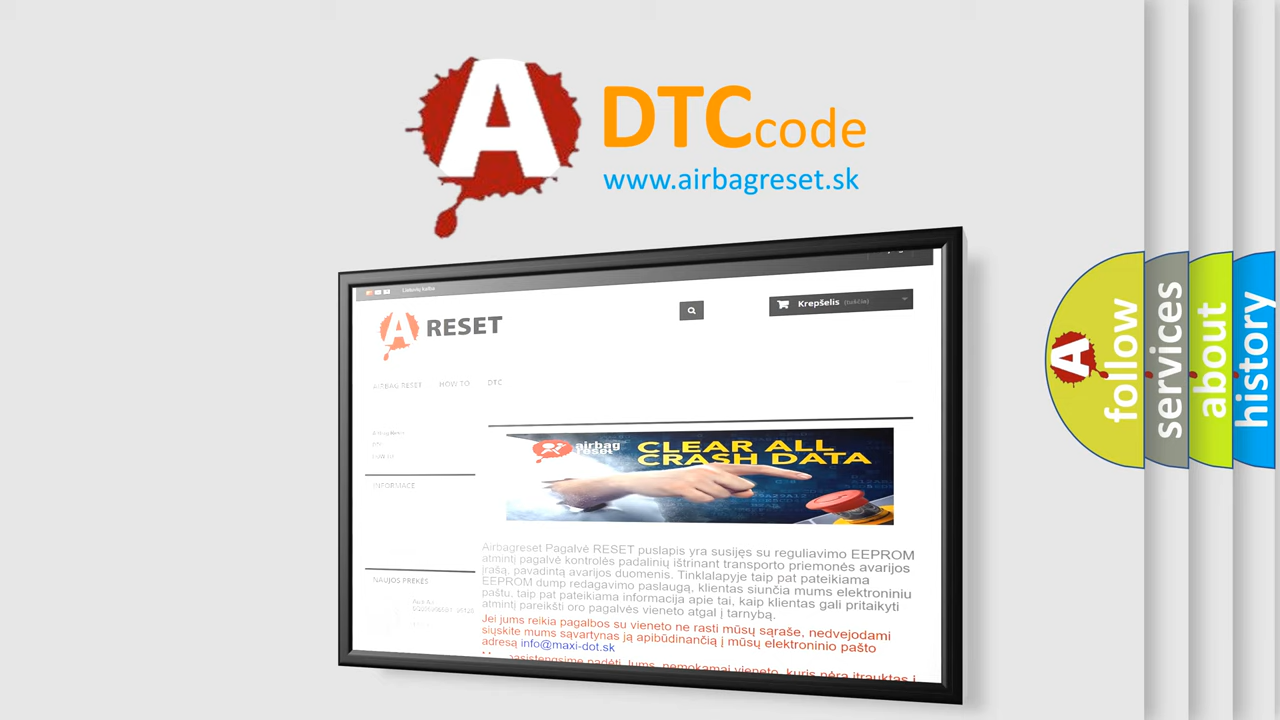 A DTCcode
www.airbagreset.sk
Lietuvių kalba
Krepšelis (tuščia)
A RESET
AIRBAG RESET HOW TO DTC
INFORMACE
airbag
reset
CLEAR ALL
CRASH DATA
Airbagreset Pagalvė RESET puslapis yra susijęs su reguliavimo EEPROM
atmintį pagalvė kontrolės padalinių ištrinant transporto priemonės avarijos
įrašą, pavadintą avarijos duomenis. Tinklalapyje taip pat pateikiama
EEPROM dump redagavimo paslaugą, klientas siunčia mums elektroniniu
paštu, taip pat pateikiama informacija apie tai, kaip klientas gali pritaikyti
atmintį pareikšti oro pagalvės vieneto atgal į tarnybą.
Jei jums reikia pagalbos su vieneto ne rasti mūsų sąraše, nedvejodami
siųskite mums sąvartynas ją apibūdinančią į mūsų elektroninio pašto
adresą info@maxi-dot.sk
NAUJOS PREKĖS
A follow
services
about
history